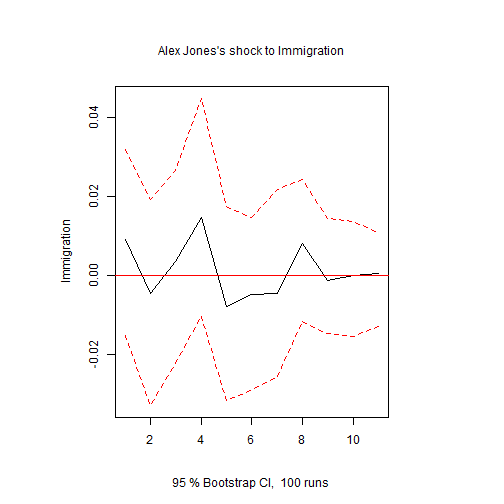 Alex Jones's shock to Immigration
Immigration
0.04
0.02
0.00
-0.02
2 4 6 8 10
95 % Bootstrap CI, 100 runs